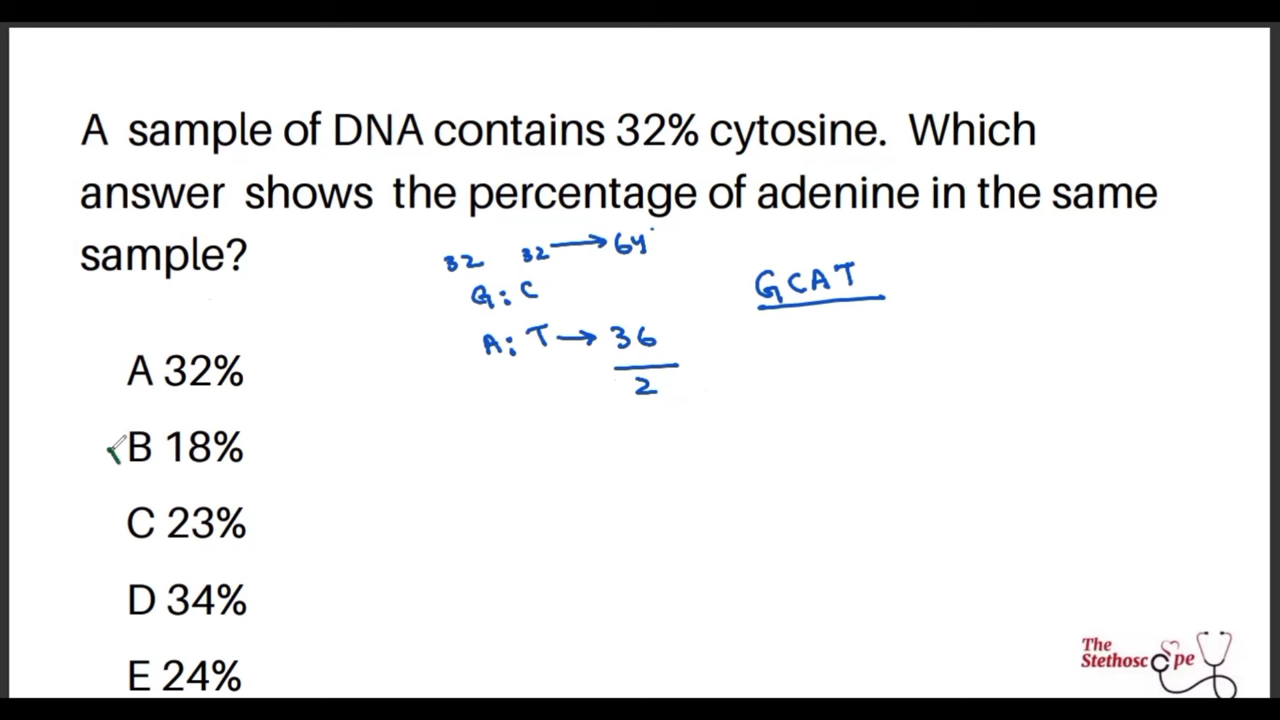 A sample of DNA contains 32% cytosine. Which
answer shows the percentage of adenine in the same
sample?
32 32 → 64
G : C
GCAT
A : T → 36
2
A 32%
B 18%
C 23%
D 34%
E 24%
The
Stethoscope